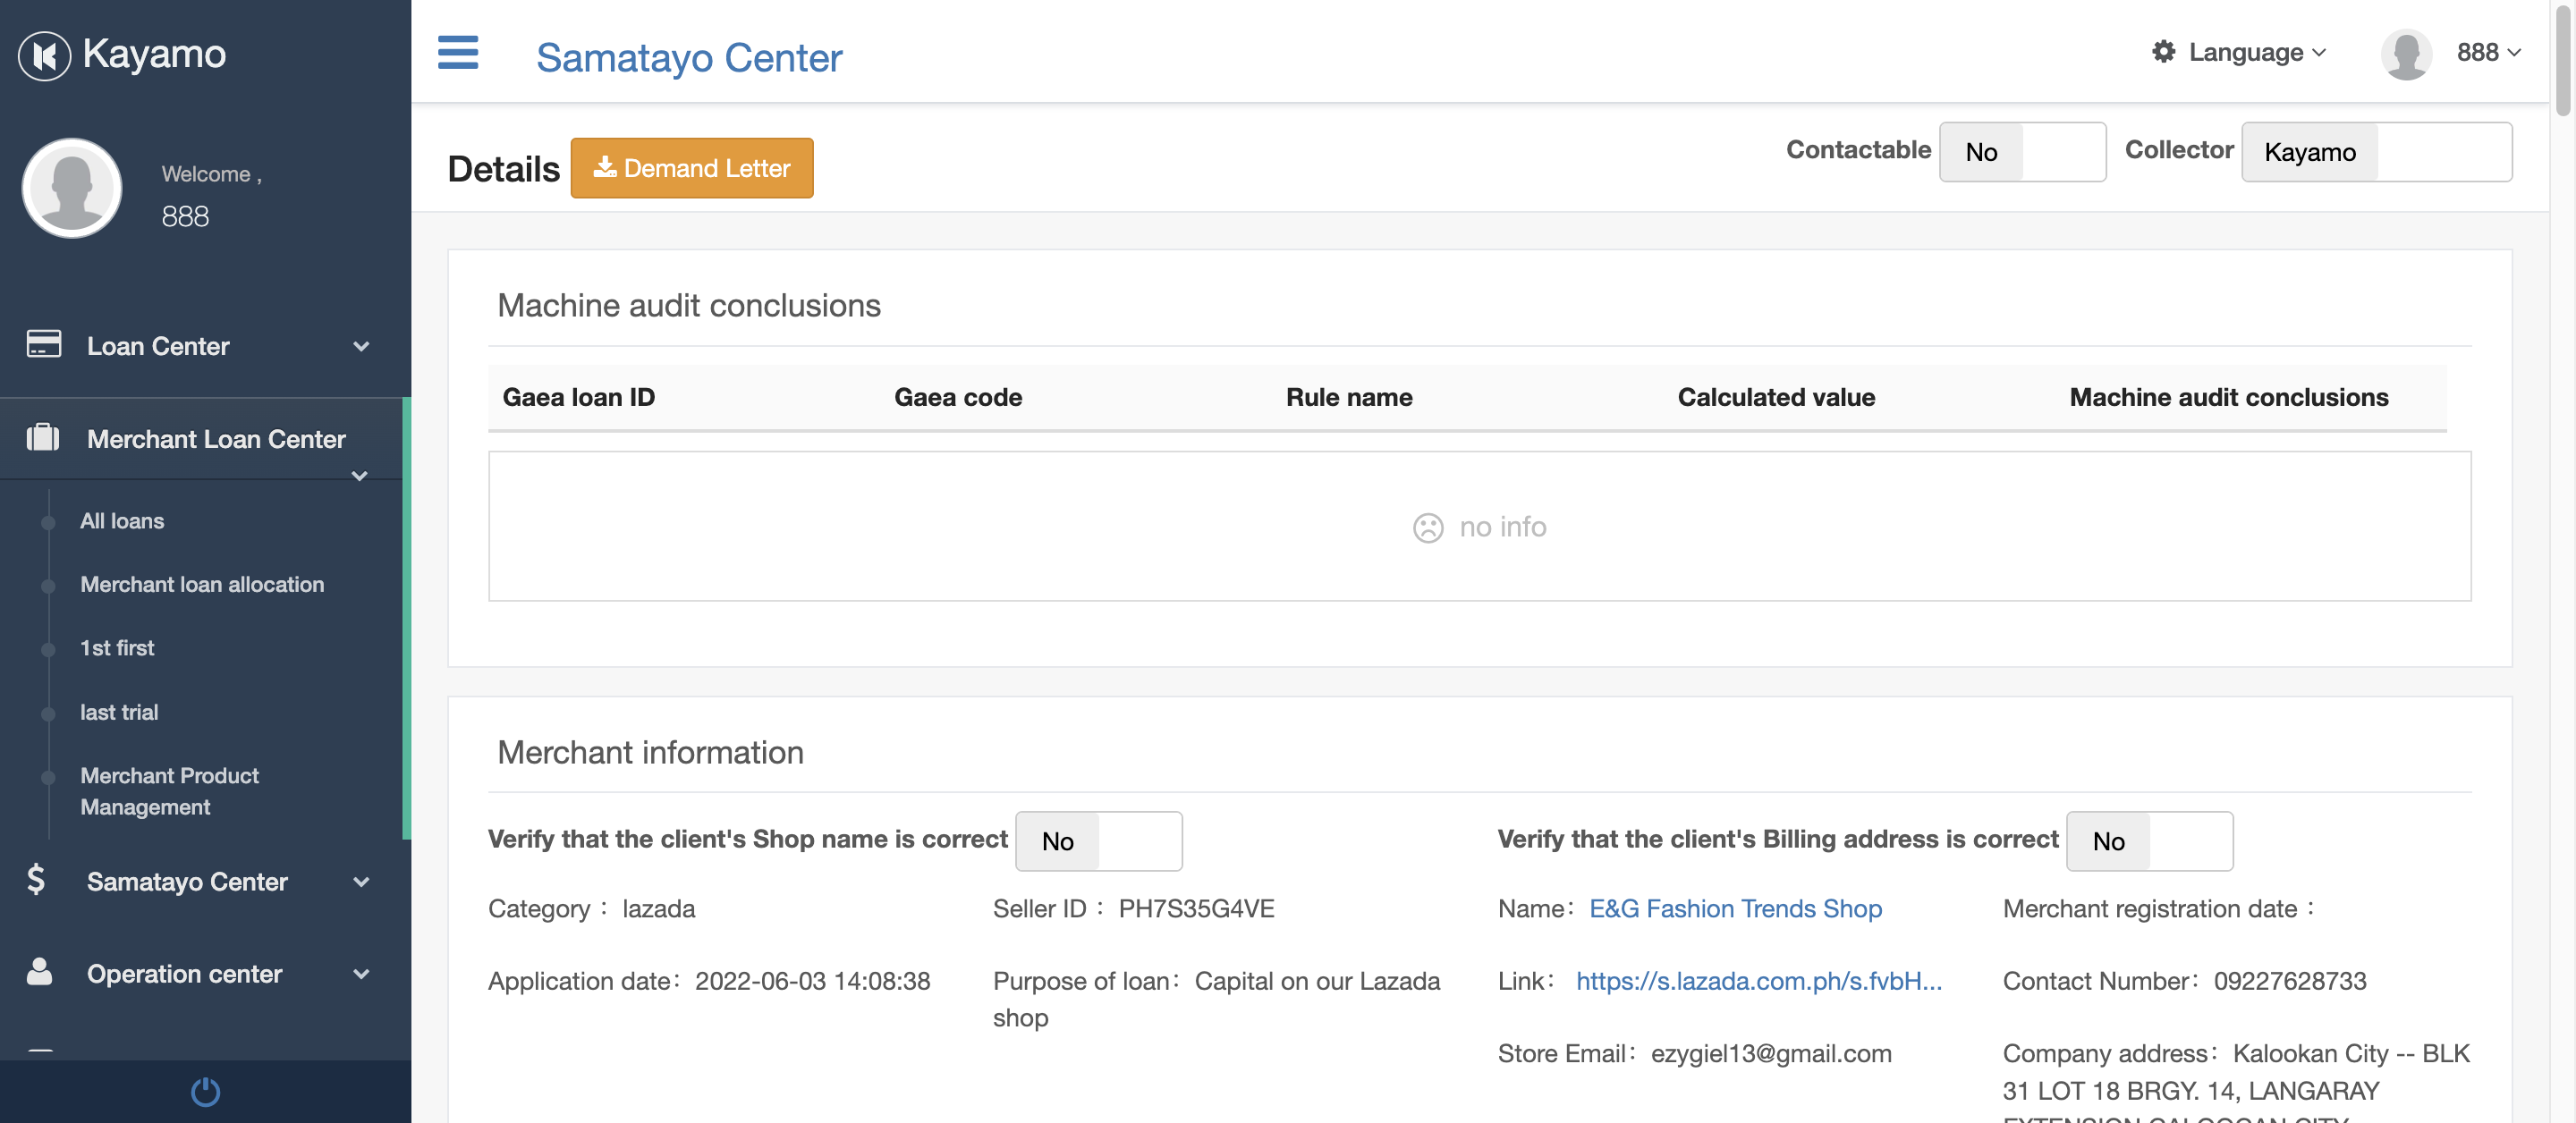 Kayamo
Welcome ,
888
Loan Center
Merchant Loan Center
All loans
Merchant loan allocation
1st first
last trial
Merchant Product
Management
Samatayo Center
Operation center
Samatayo Center
Language
888
Details
Demand Letter
Contactable No
Collector Kayamo
Machine audit conclusions
Gaea loan ID Gaea code Rule name Calculated value Machine audit conclusions
no info
Merchant information
Verify that the client's Shop name is correct No
Verify that the client's Billing address is correct No
Category : lazada
Seller ID : PH7S35G4VE
Name: E&G Fashion Trends Shop
Merchant registration date :
Application date: 2022-06-03 14:08:38
Purpose of loan: Capital on our Lazada
shop
Link: https://s.lazada.com.ph/s.fvbH...
Contact Number: 09227628733
Store Email: ezygiel13@gmail.com
Company address: Kalookan City -- BLK
31 LOT 18 BRGY. 14, LANGARAY
EXTENSION CALOOCAN CITY